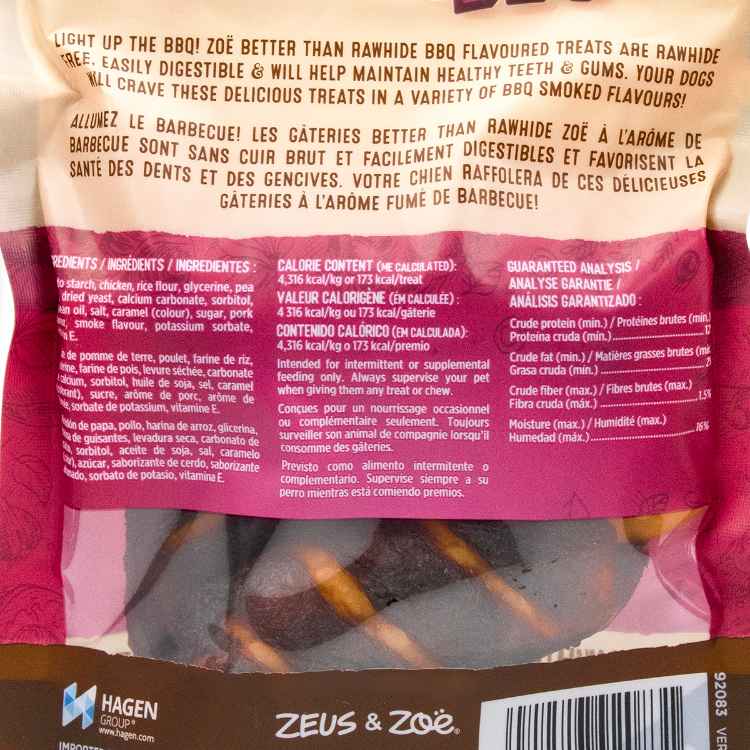 LIGHT UP THE BBQ! ZOË BETTER THAN RAWHIDE BBQ FLAVOURED TREATS ARE RAWHIDE
FREE, EASILY DIGESTIBLE & WILL HELP MAINTAIN HEALTHY TEETH & GUMS. YOUR DOGS
WILL CRAVE THESE DELICIOUS TREATS IN A VARIETY OF BBQ SMOKED FLAVOURS!
ALLUMEZ LE BARBECUE! LES GÂTERIES BETTER THAN RAWHIDE ZOË À L'ARÔME DE
BARBECUE SONT SANS CUIR BRUT ET FACILEMENT DIGESTIBLES ET FAVORISENT LA
SANTÉ DES DENTS ET DES GENCIVES. VOTRE CHIEN RAFFOLERA DE CES DÉLICIEUSES
GÂTERIES À L'ARÔME FUMÉ DE BARBECUE!
REDIENTS / INGRÉDIENTS / INGREDIENTES :
to starch, chicken, rice flour, glycerine, pea
dried yeast, calcium carbonate, sorbitol,
ean oil, salt, caramel (colour), sugar, pork
smoke flavour, potassium sorbate,
E.
de pomme de terre, poulet, farine de riz,
erine, farine de pois, levure séchée, carbonate
calcium, sorbitol, huile de soja, sel, caramel
orant), sucre, arôme de porc, arôme de
sorbate de potassium, vitamine E.
dón de papa, pollo, harina de arroz, glicerina,
na de guisantes, levadura seca, carbonato de
sorbitol, aceite de soja, sal, caramelo
azúcar, saborizante de cerdo, saborizante
mado, sorbato de potasio, vitamina E.
CALORIE CONTENT (ME CALCULATED):
4,316 kcal/kg or 173 kcal/treat
VALEUR CALORIGÈNE (ÉM CALCULÉE) :
4 316 kcal/kg ou 173 kcal/gâterie
CONTENIDO CALÓRICO (EM CALCULADA):
4,316 kcal/kg o 173 kcal/premio
Intended for intermittent or supplemental
feeding only. Always supervise your pet
when giving them any treat or chew.
Conçues pour un nourrissage occasionnel
ou complémentaire seulement. Toujours
surveiller son animal de compagnie lorsqu'il
consomme des gâteries.
Previsto como alimento intermitente o
complementario. Supervise siempre a su
perro mientras está comiendo premios.
GUARANTEED ANALYSIS /
ANALYSE GARANTIE /
ANÁLISIS GARANTIZADO :
Crude protein (min.) / Protéines brutes (min.)
Proteína cruda (mín.)
Crude fat (min.) / Matières grasses brutes (min
Grasa cruda (mín.)
Crude fiber (max.) / Fibres brutes (max.)
Fibra cruda (máx.) 1.5%
Moisture (max.) / Humidité (max.) /
Humedad (máx.) 16%
HAGEN
GROUP®
www.hagen.com
IMPORTE
ZEUS & ZOË®
92083 VER